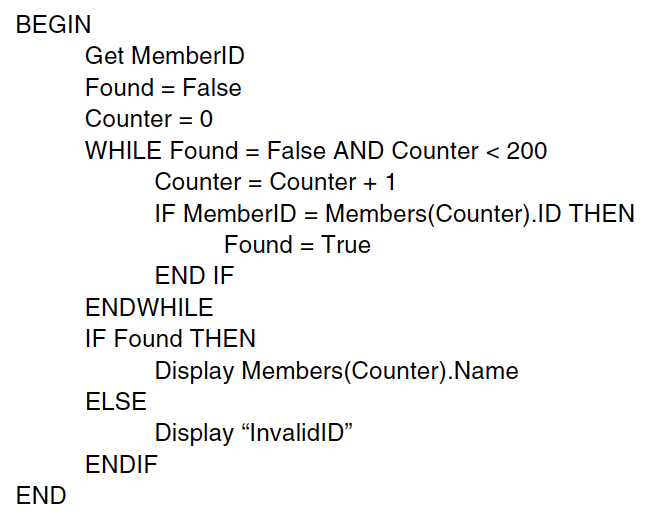 BEGIN
Get MemberID
Found = False
Counter = 0
WHILE Found = False AND Counter < 200
Counter = Counter + 1
IF MemberID = Members(Counter).ID THEN
Found = True
END IF
ENDWHILE
IF Found THEN
Display Members(Counter).Name
ELSE
Display “InvalidID”
ENDIF
END